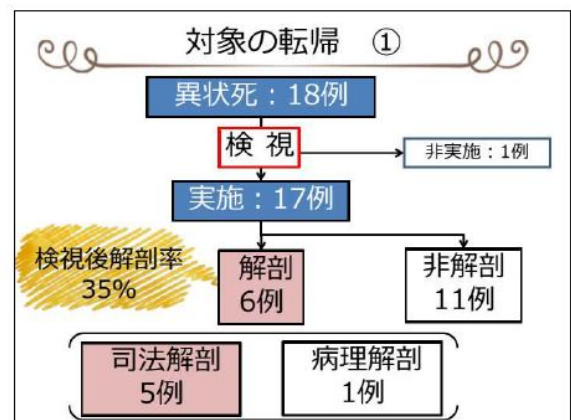 対象の転帰 ①
異状死：18例
検 視
非実施：1例
実施：17例
検視後解剖率
35%
解剖
6例
非解剖
11例
司法解剖
5例
病理解剖
1例